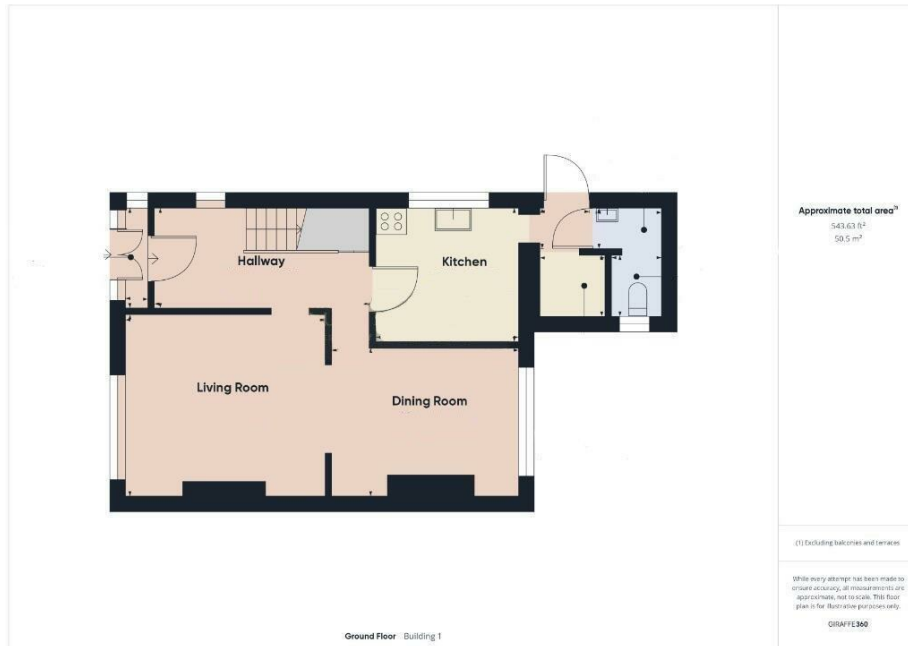 Hallway
Kitchen
Living Room
Dining Room
Ground Floor Building 1
Approximate total area(1)
543.63 ft²
50.5 m²
(1) Excluding balconies and terraces
While every attempt has been made to
ensure accuracy, all measurements are
approximate, not to scale. This floor
plan is for illustrative purposes only.
GIRAFFE360